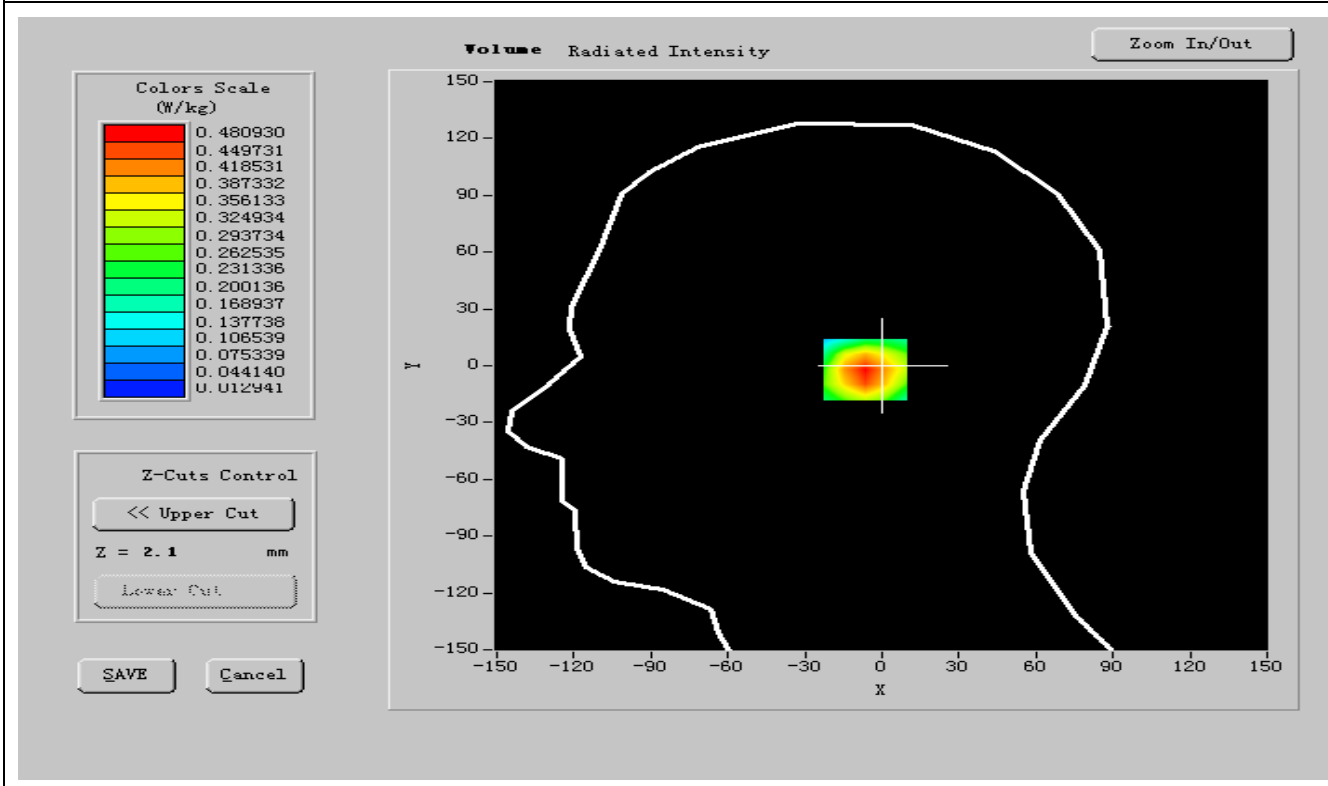 Volume Radiated Intensity
Zoom In/Out
Colors Scale
(W/kg)
0.480930
0.449731
0.418531
0.387332
0.356133
0.324934
0.293734
0.262535
0.231336
0.200136
0.168937
0.137738
0.106539
0.075339
0.044140
0.012941
Z-Cuts Control
<< Upper Cut
Z = 2.1 mm
Lower Cut
SAVE
Cancel
150
120
90
60
30
0
-30
-60
-90
-120
-150
Y
-150 -120 -90 -60 -30 0 30 60 90 120 150
X